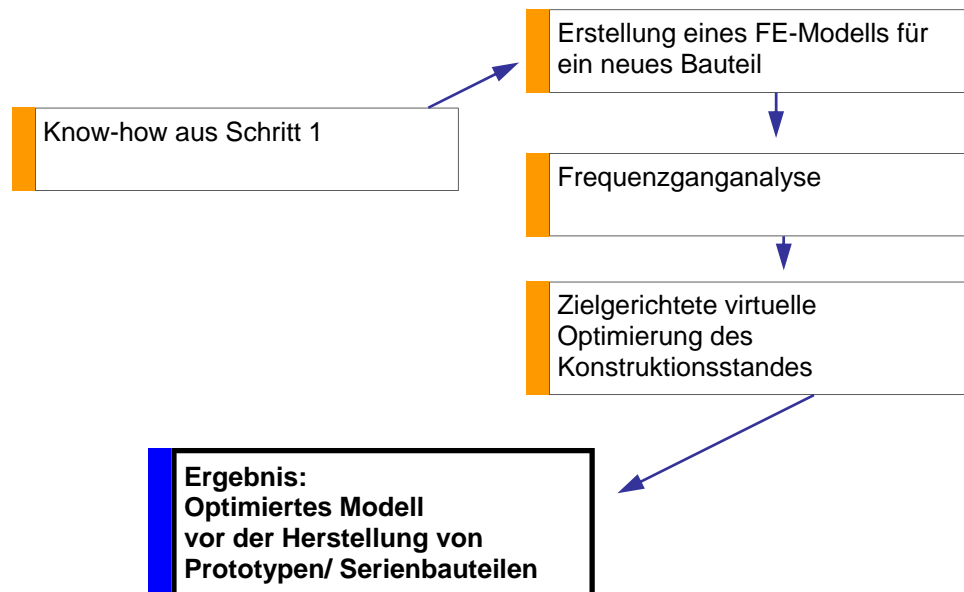 Erstellung eines FE-Modells für
ein neues Bauteil
Know-how aus Schritt 1
Frequenzganganalyse
Zielgerichtete virtuelle
Optimierung des
Konstruktionsstandes
Ergebnis:
Optimiertes Modell
vor der Herstellung von
Prototypen/ Serienbauteilen